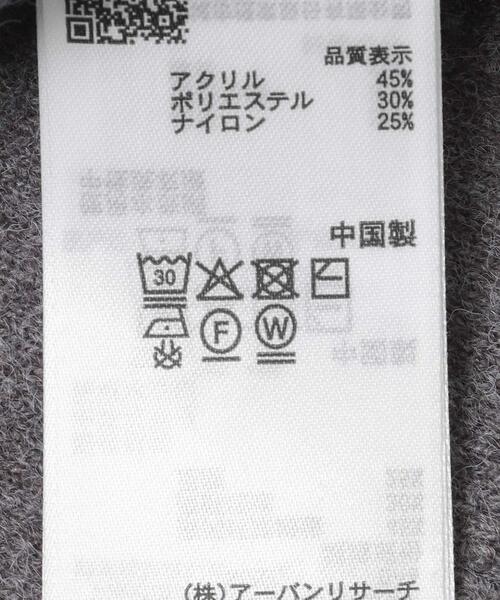 品質表示
アクリル 45%
ポリエステル 30%
ナイロン 25%
中国製
30
F W
(株)アーバンリサーチ